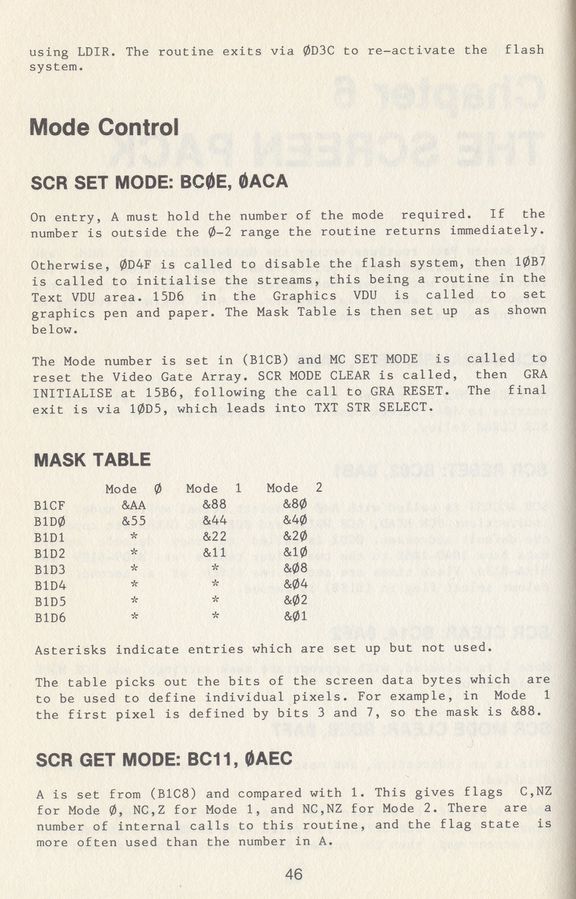 using LDIR. The routine exits via ØD3C to re-activate the flash
system.
Mode Control
SCR SET MODE: BCØE, ØACA
On entry, A must hold the number of the mode required. If the
number is outside the Ø-2 range the routine returns immediately.
Otherwise, ØD4F is called to disable the flash system, then 1ØB7
is called to initialise the streams, this being a routine in the
Text VDU area. 15D6 in the Graphics VDU is called to set
graphics pen and paper. The Mask Table is then set up as shown
below.
The Mode number is set in (B1CB) and MC SET MODE is called to
reset the Video Gate Array. SCR MODE CLEAR is called, then GRA
INITIALISE at 15B6, following the call to GRA RESET. The final
exit is via 1ØD5, which leads into TXT STR SELECT.
MASK TABLE
Mode Ø Mode 1 Mode 2
B1CF &AA &88 &8Ø
B1DØ &55 &44 &4Ø
B1D1 * &22 &2Ø
B1D2 * &11 &1Ø
B1D3 * * &Ø8
B1D4 * * &Ø4
B1D5 * * &Ø2
B1D6 * * &Ø1
Asterisks indicate entries which are set up but not used.
The table picks out the bits of the screen data bytes which are
to be used to define individual pixels. For example, in Mode 1
the first pixel is defined by bits 3 and 7, so the mask is &88.
SCR GET MODE: BC11, ØAEC
A is set from (B1C8) and compared with 1. This gives flags C,NZ
for Mode Ø, NC,Z for Mode 1, and NC,NZ for Mode 2. There are a
number of internal calls to this routine, and the flag state is
more often used than the number in A.
46